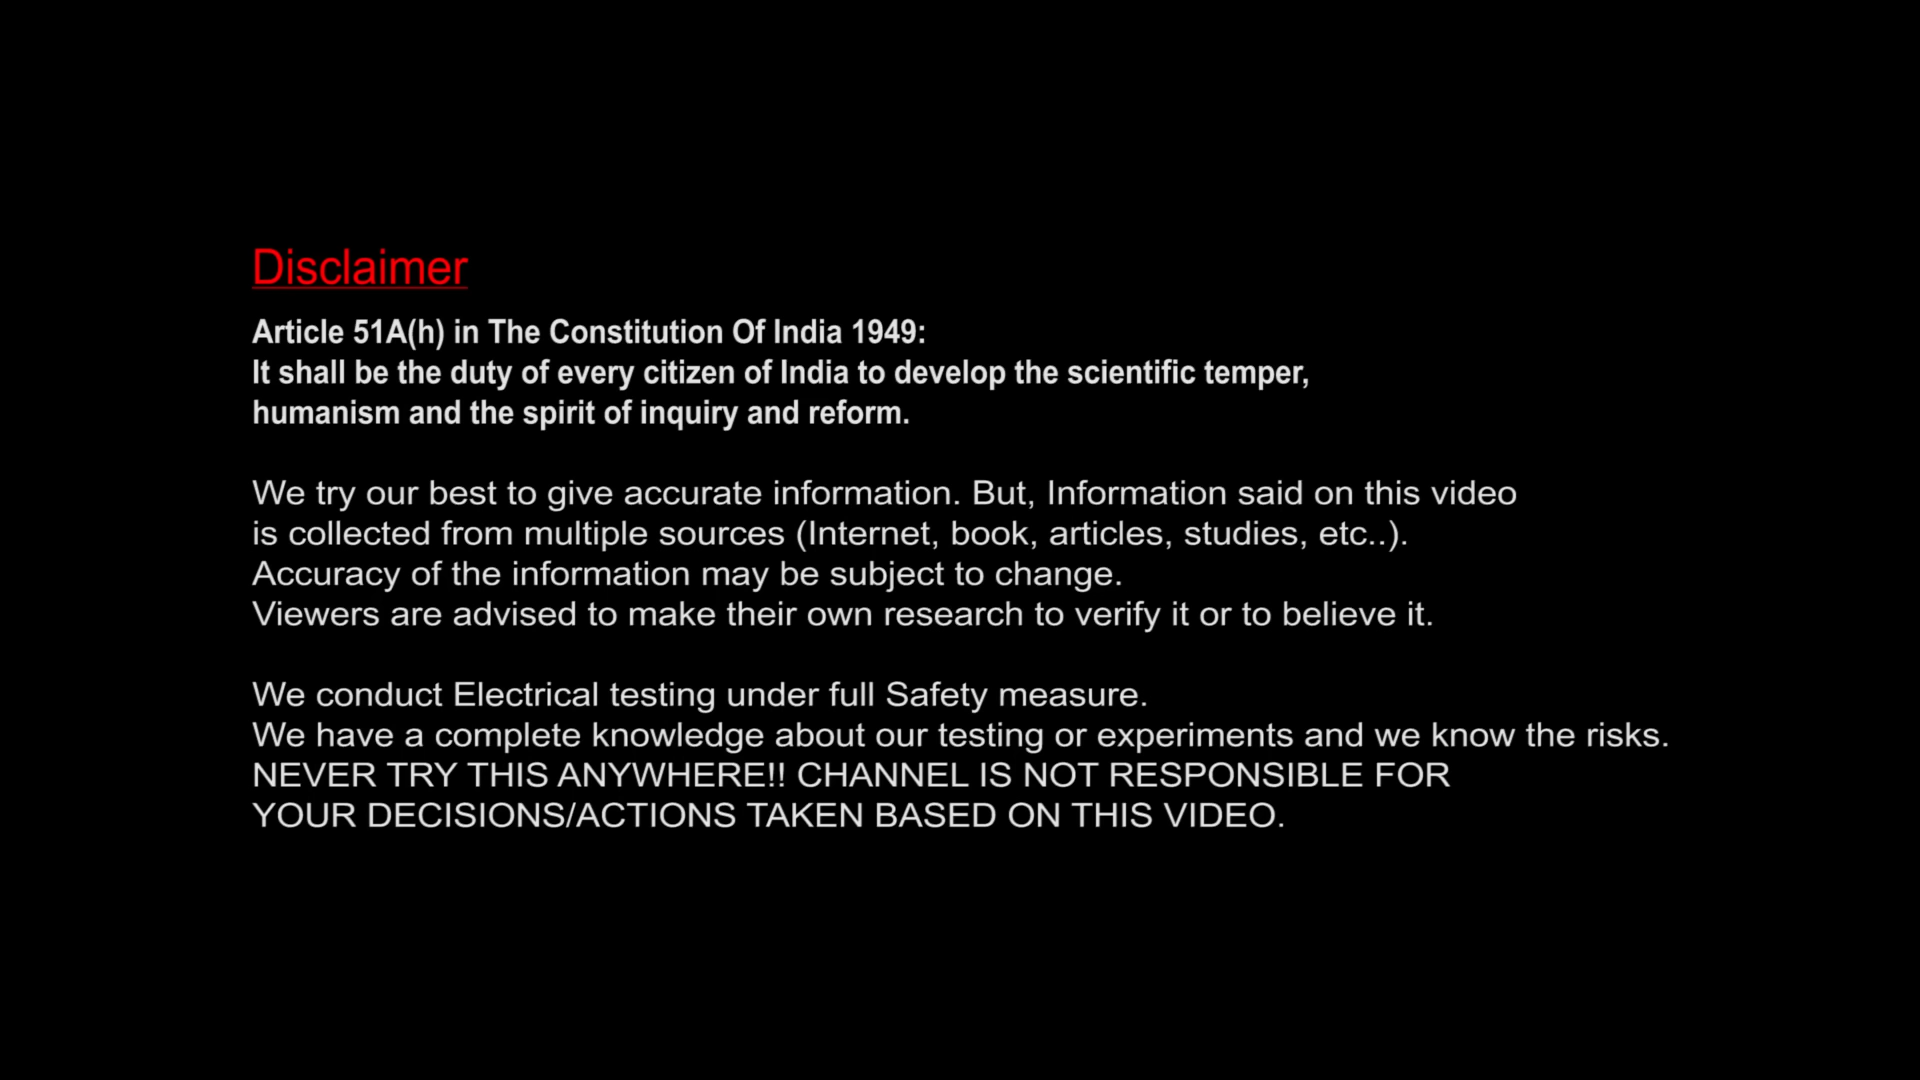 Disclaimer
Article 51A(h) in The Constitution Of India 1949:
It shall be the duty of every citizen of India to develop the scientific temper,
humanism and the spirit of inquiry and reform.
We try our best to give accurate information. But, Information said on this video
is collected from multiple sources (Internet, book, articles, studies, etc..).
Accuracy of the information may be subject to change.
Viewers are advised to make their own research to verify it or to believe it.
We conduct Electrical testing under full Safety measure.
We have a complete knowledge about our testing or experiments and we know the risks.
NEVER TRY THIS ANYWHERE!! CHANNEL IS NOT RESPONSIBLE FOR
YOUR DECISIONS/ACTIONS TAKEN BASED ON THIS VIDEO.